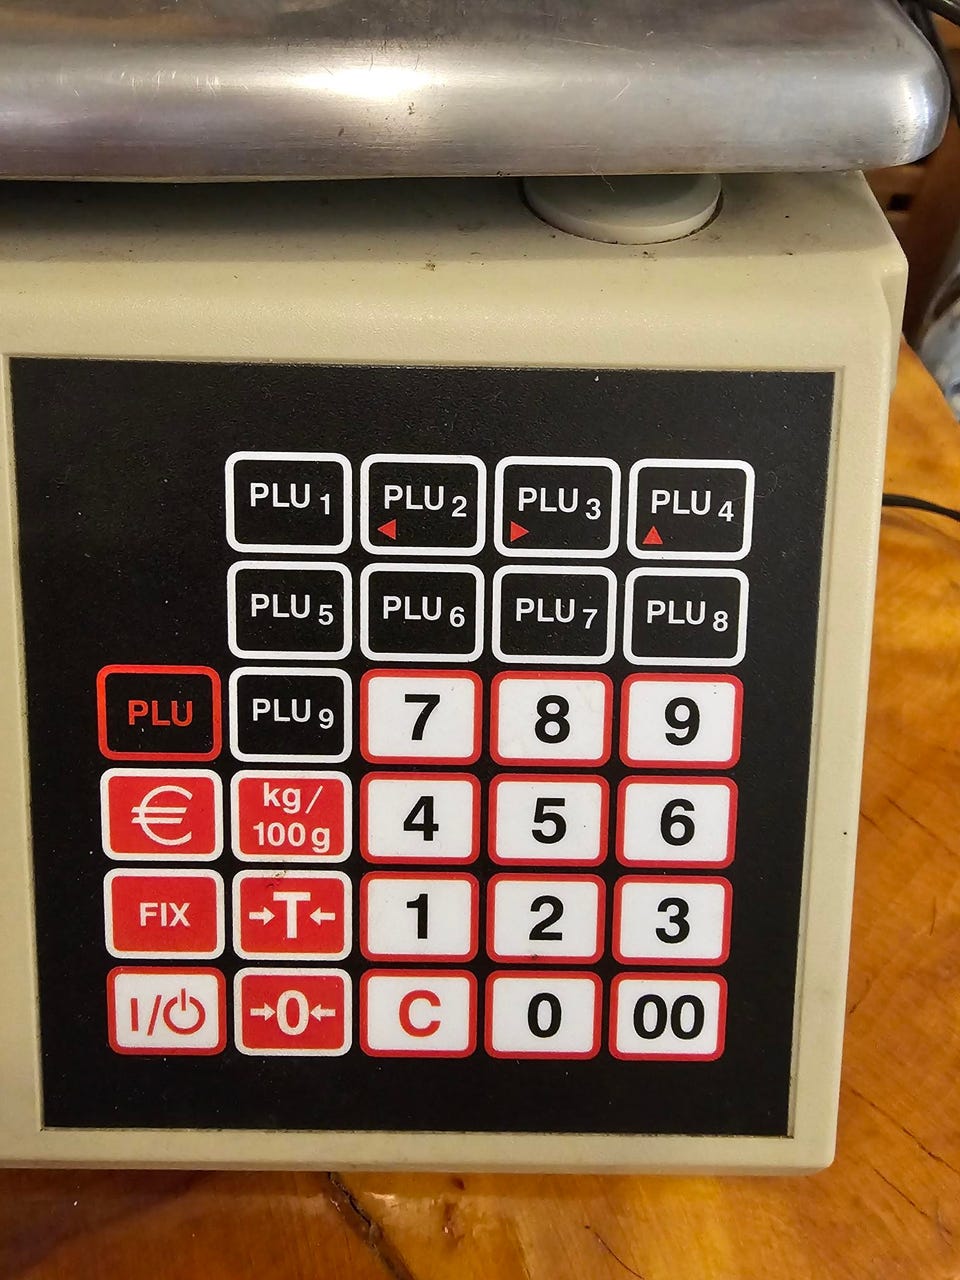 PLU 1 PLU 2 PLU 3 PLU 4
PLU 5 PLU 6 PLU 7 PLU 8
PLU PLU 9 7 8 9
€ kg/100g 4 5 6
FIX →T← 1 2 3
I/⏻ →0← C 0 00